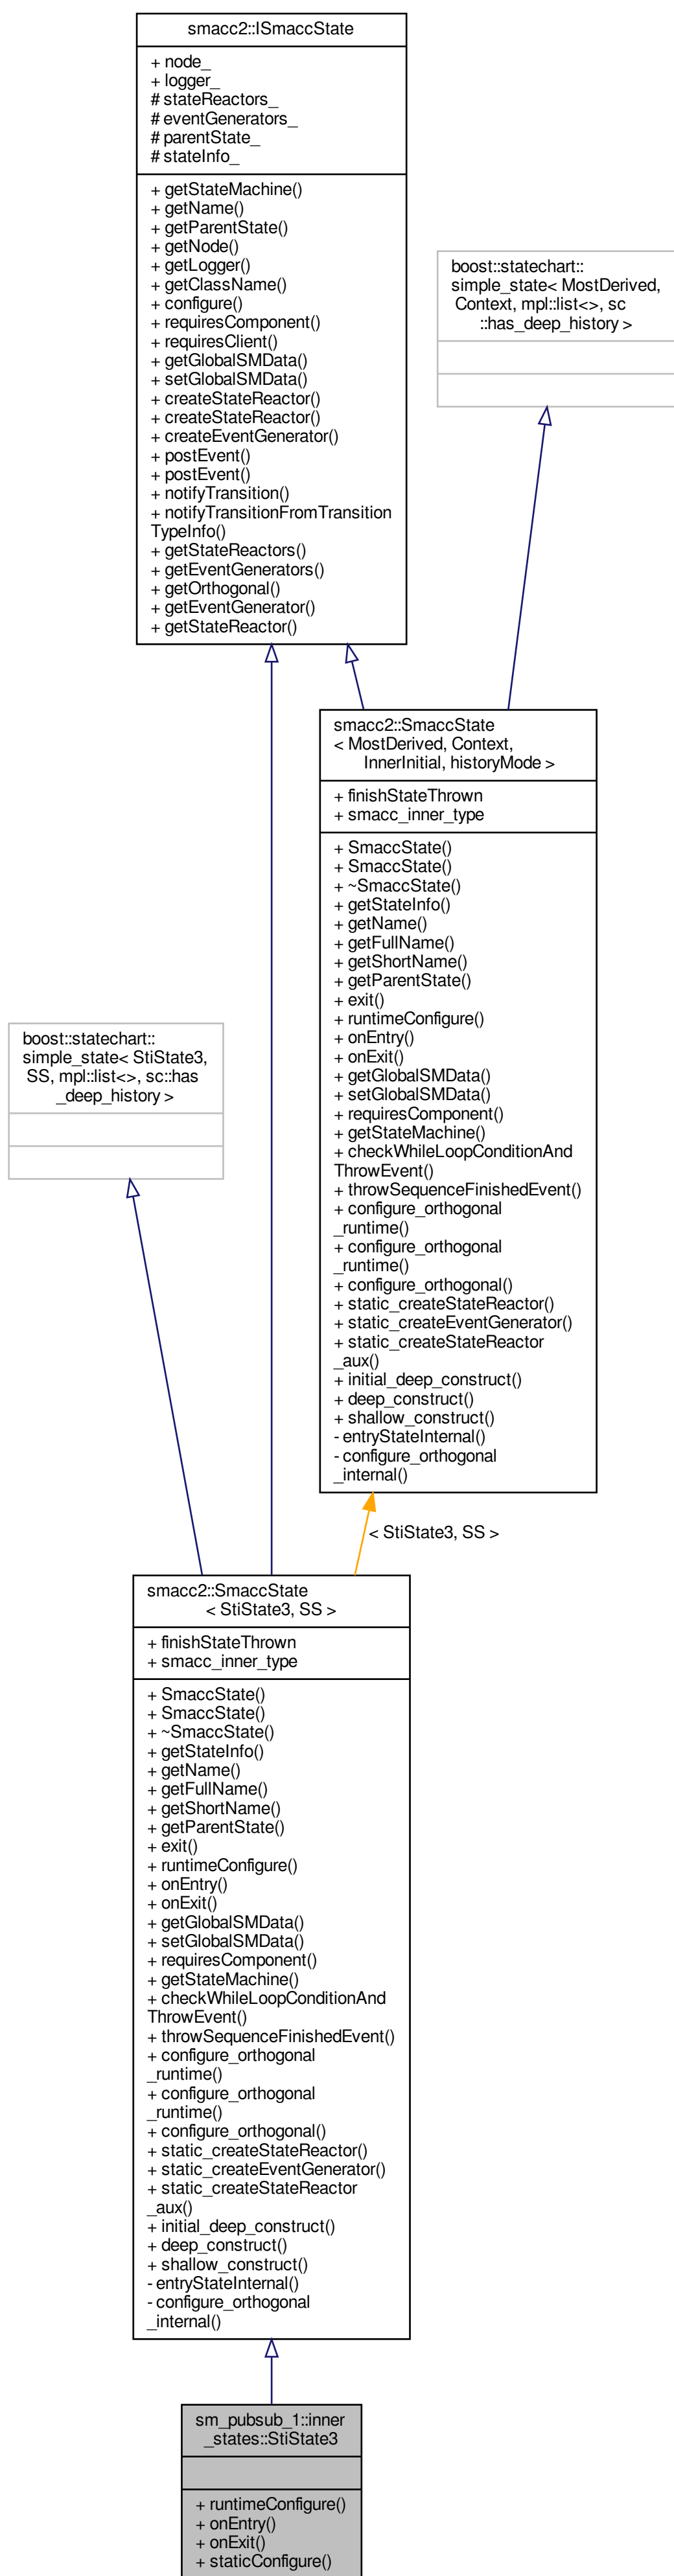 smacc2::ISmaccState
+ node_
+ logger_
# stateReactors_
# eventGenerators_
# parentState_
# stateInfo_
+ getStateMachine()
+ getName()
+ getParentState()
+ getNode()
+ getLogger()
+ getClassName()
+ configure()
+ requiresComponent()
+ requiresClient()
+ getGlobalSMData()
+ setGlobalSMData()
+ createStateReactor()
+ createStateReactor()
+ createEventGenerator()
+ postEvent()
+ postEvent()
+ notifyTransition()
+ notifyTransitionFromTransition
TypeInfo()
+ getStateReactors()
+ getEventGenerators()
+ getOrthogonal()
+ getEventGenerator()
+ getStateReactor()
boost::statechart::
simple_state< MostDerived,
Context, mpl::list<>, sc
::has_deep_history >
smacc2::SmaccState
< MostDerived, Context,
InnerInitial, historyMode >
+ finishStateThrown
+ smacc_inner_type
+ SmaccState()
+ SmaccState()
+ ~SmaccState()
+ getStateInfo()
+ getName()
+ getFullName()
+ getShortName()
+ getParentState()
+ exit()
+ runtimeConfigure()
+ onEntry()
+ onExit()
+ getGlobalSMData()
+ setGlobalSMData()
+ requiresComponent()
+ getStateMachine()
+ checkWhileLoopConditionAnd
ThrowEvent()
+ throwSequenceFinishedEvent()
+ configure_orthogonal
_runtime()
+ configure_orthogonal
_runtime()
+ configure_orthogonal()
+ static_createStateReactor()
+ static_createEventGenerator()
+ static_createStateReactor
_aux()
+ initial_deep_construct()
+ deep_construct()
+ shallow_construct()
- entryStateInternal()
- configure_orthogonal
_internal()
boost::statechart::
simple_state< StiState3,
SS, mpl::list<>, sc::has
_deep_history >
< StiState3, SS >
smacc2::SmaccState
< StiState3, SS >
+ finishStateThrown
+ smacc_inner_type
+ SmaccState()
+ SmaccState()
+ ~SmaccState()
+ getStateInfo()
+ getName()
+ getFullName()
+ getShortName()
+ getParentState()
+ exit()
+ runtimeConfigure()
+ onEntry()
+ onExit()
+ getGlobalSMData()
+ setGlobalSMData()
+ requiresComponent()
+ getStateMachine()
+ checkWhileLoopConditionAnd
ThrowEvent()
+ throwSequenceFinishedEvent()
+ configure_orthogonal
_runtime()
+ configure_orthogonal
_runtime()
+ configure_orthogonal()
+ static_createStateReactor()
+ static_createEventGenerator()
+ static_createStateReactor
_aux()
+ initial_deep_construct()
+ deep_construct()
+ shallow_construct()
- entryStateInternal()
- configure_orthogonal
_internal()
sm_pubsub_1::inner
_states::StiState3
+ runtimeConfigure()
+ onEntry()
+ onExit()
+ staticConfigure()